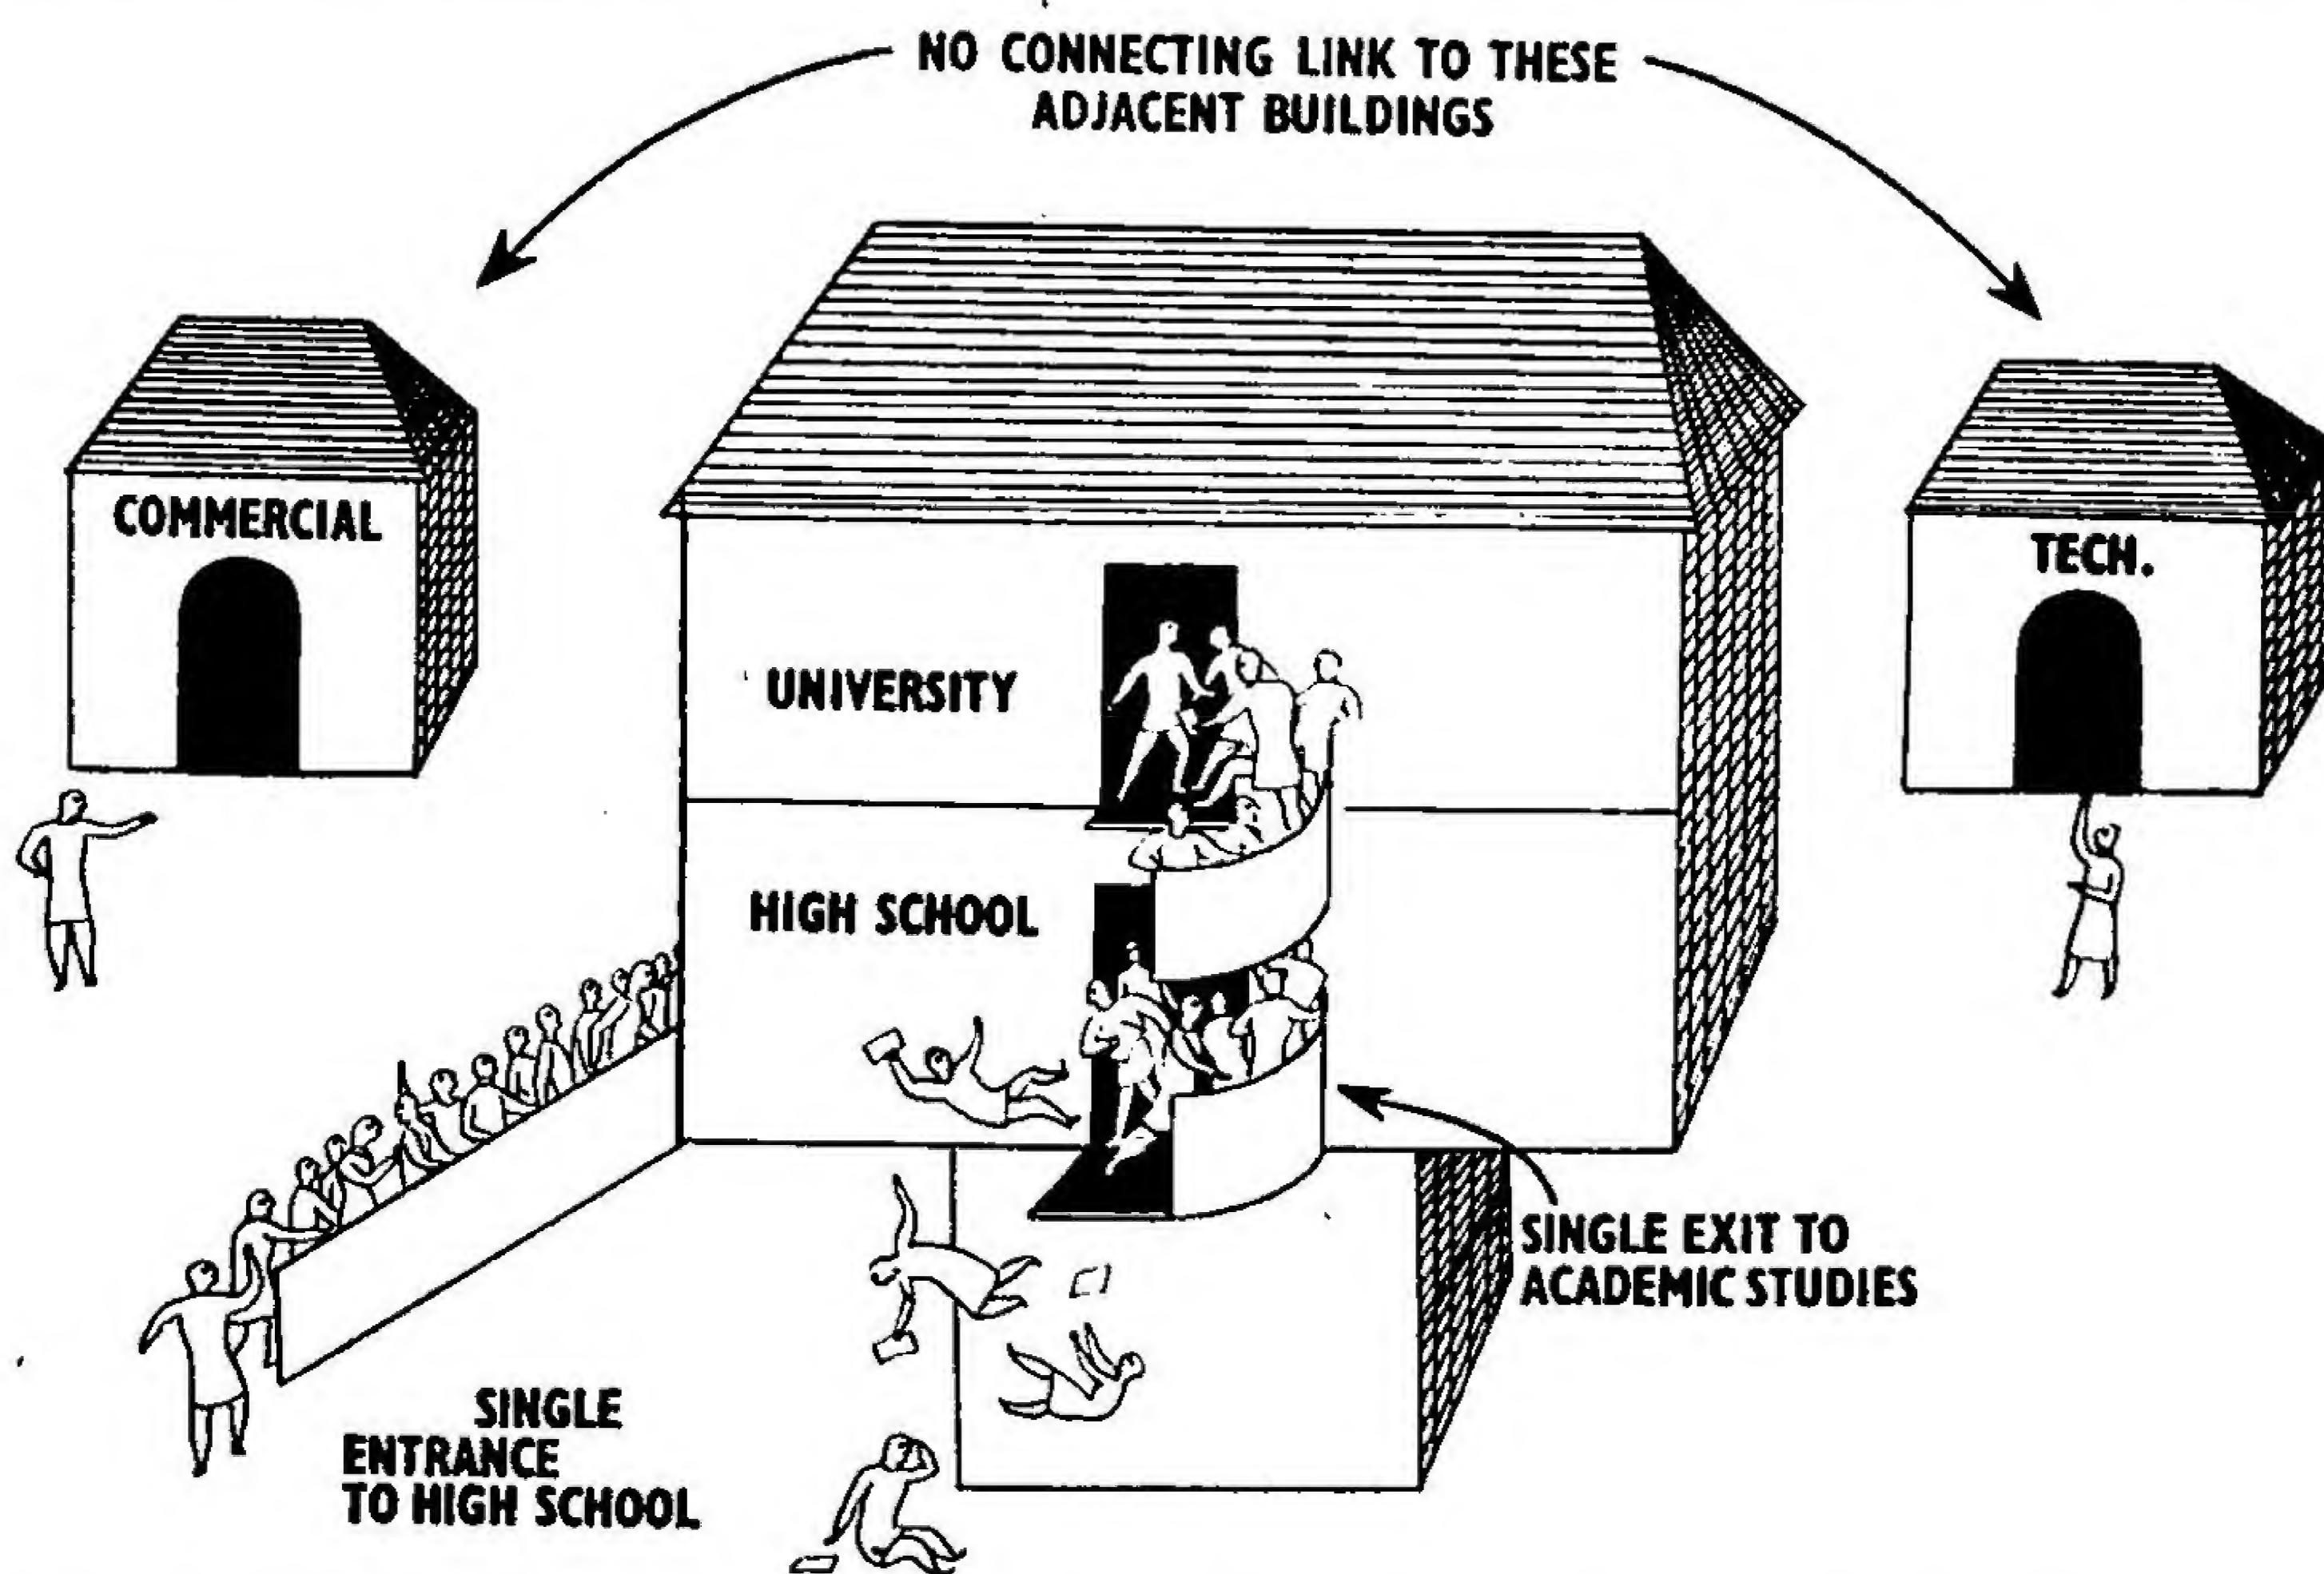 NO CONNECTING LINK TO THESE
ADJACENT BUILDINGS
COMMERCIAL
TECH.
UNIVERSITY
HIGH SCHOOL
SINGLE EXIT TO
ACADEMIC STUDIES
SINGLE
ENTRANCE
TO HIGH SCHOOL